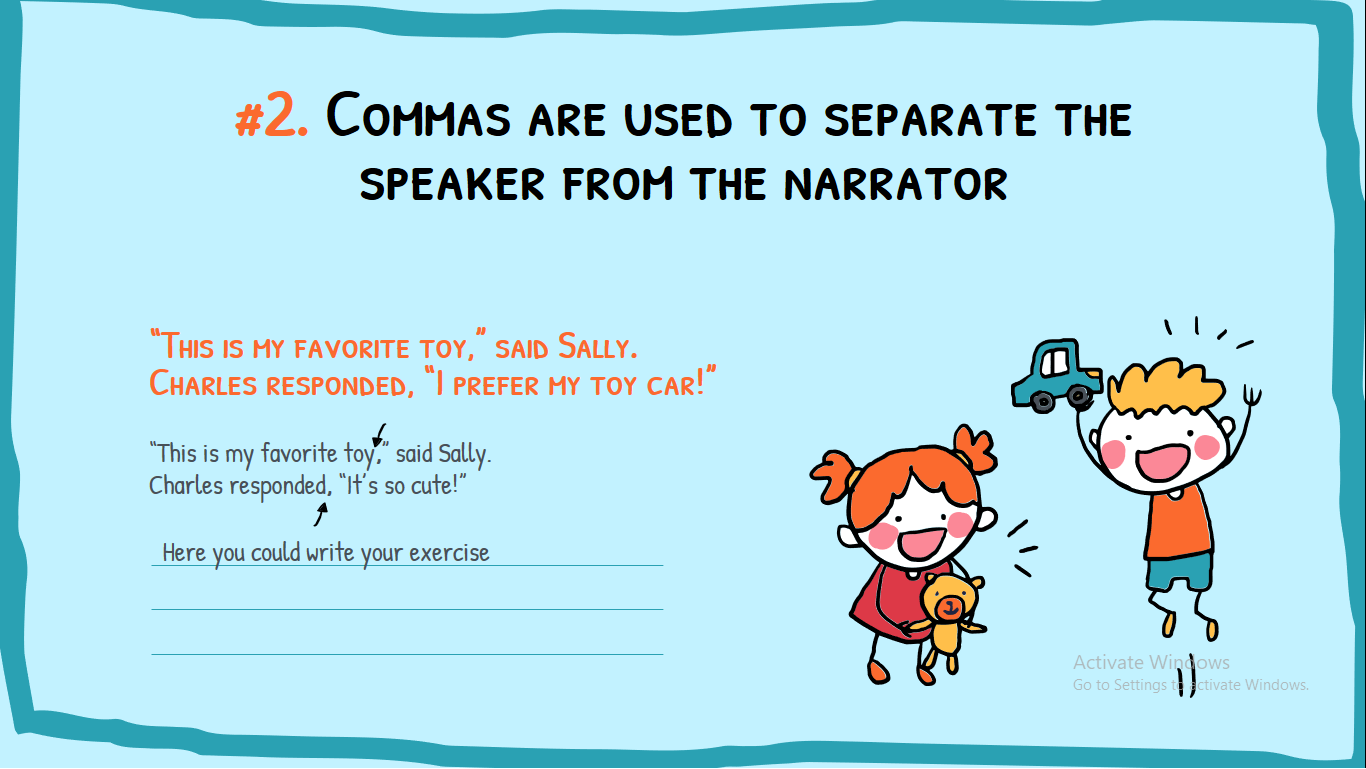 #2. Commas are used to separate the
speaker from the narrator
“This is my favorite toy,” said Sally.
Charles responded, “I prefer my toy car!”
“This is my favorite toy,” said Sally.
Charles responded, “It’s so cute!”
Here you could write your exercise
Activate Windows
Go to Settings to activate Windows.